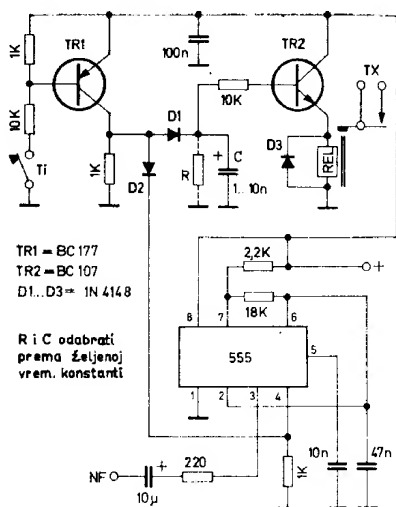 1K
TR1
100n
TR2
TX
10K
10K
D1
Ti
1K
D2
R
+
C
1..10n
D3
REL
TR1 = BC 177
TR2 = BC 107
D1...D3 = 1N 4148
2,2K
+
18K
R i C odabrati
prema željenoj
vrem. konstanti
8
7
6
5
555
1
2
3
4
NF
+
10μ
220
1K
10n
47n